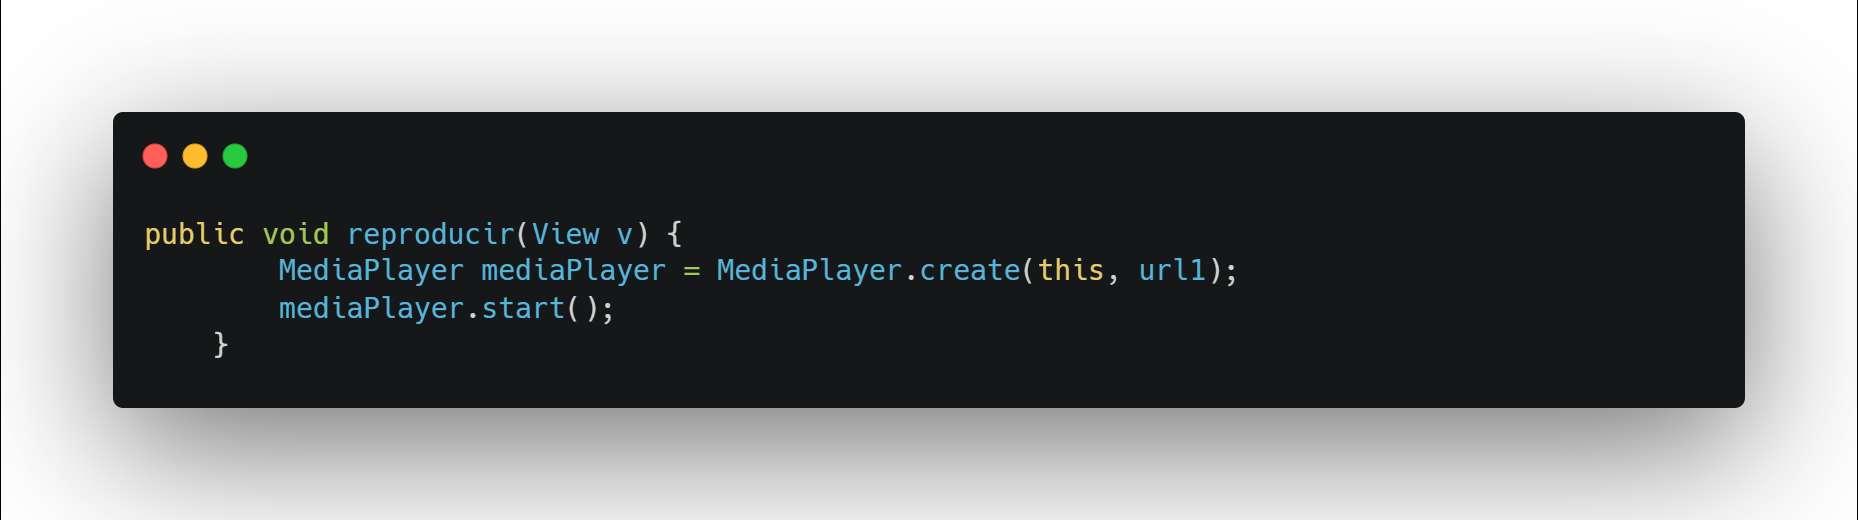 public void reproducir(View v) {
        MediaPlayer mediaPlayer = MediaPlayer.create(this, url1);
        mediaPlayer.start();
    }